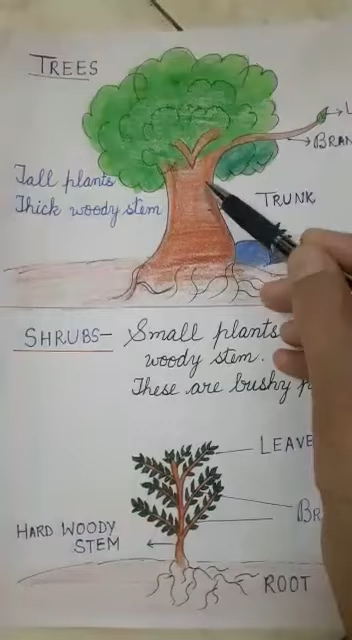 TREES
Tall plants
Thick woody stem
TRUNK
SHRUBS- Small plants
woody stem.
These are bushy
HARD WOODY
STEM
ROOT